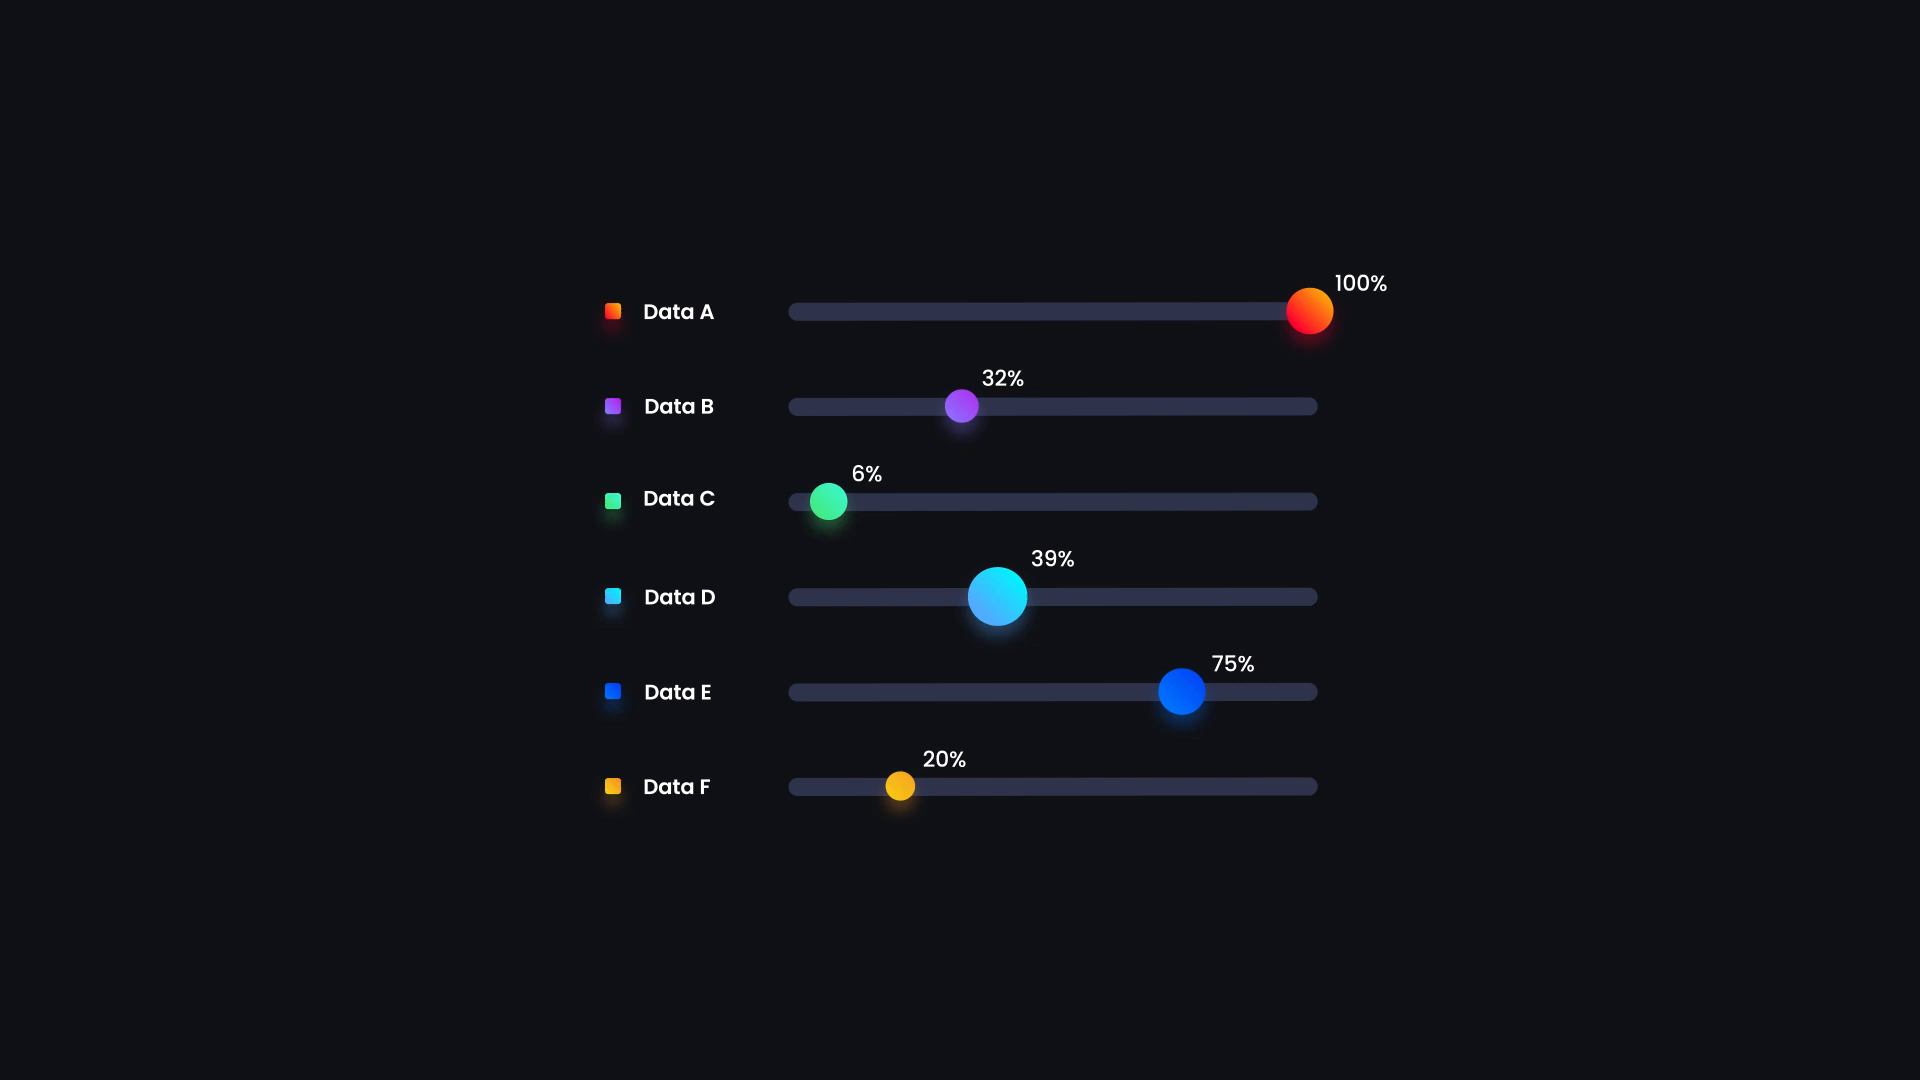 Data A
100%
Data B
32%
Data C
6%
Data D
39%
Data E
75%
Data F
20%